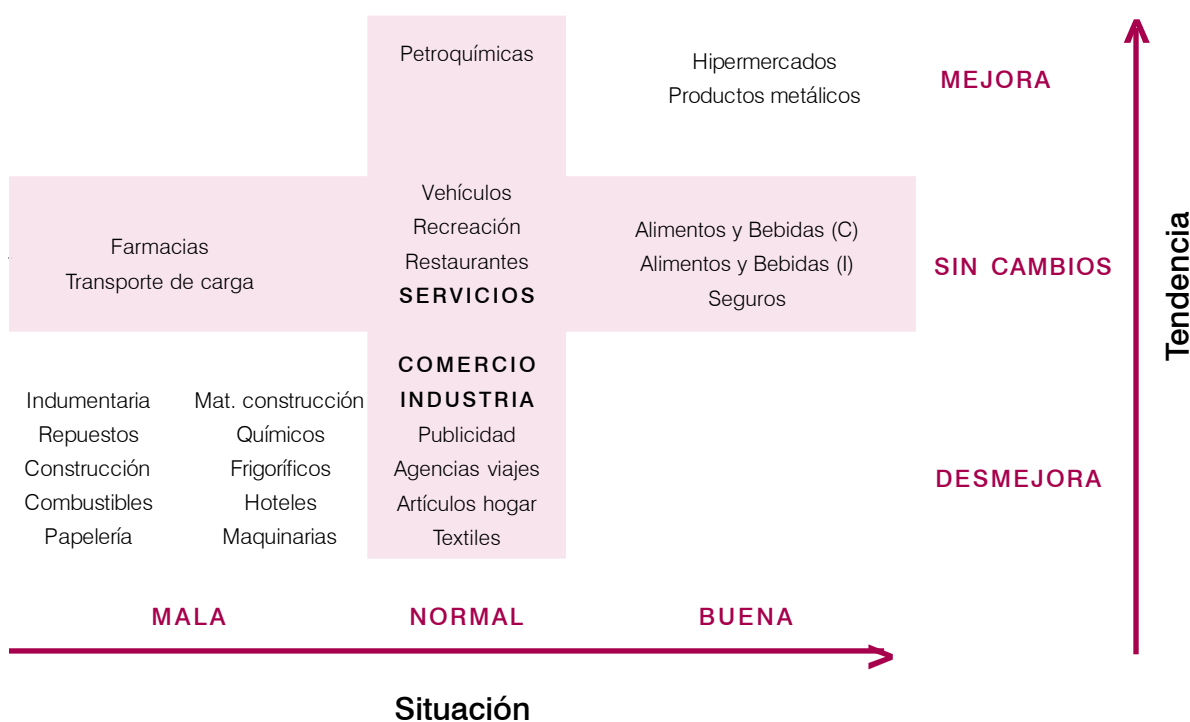 Petroquímicas
Hipermercados
Productos metálicos
MEJORA
Farmacias
Transporte de carga
Vehículos
Recreación
Restaurantes
SERVICIOS
Alimentos y Bebidas (C)
Alimentos y Bebidas (I)
Seguros
SIN CAMBIOS
Tendencia
Indumentaria
Repuestos
Construcción
Combustibles
Papelería
Mat. construcción
Químicos
Frigoríficos
Hoteles
Maquinarias
COMERCIO
INDUSTRIA
Publicidad
Agencias viajes
Artículos hogar
Textiles
DESMEJORA
MALA
NORMAL
BUENA
Situación